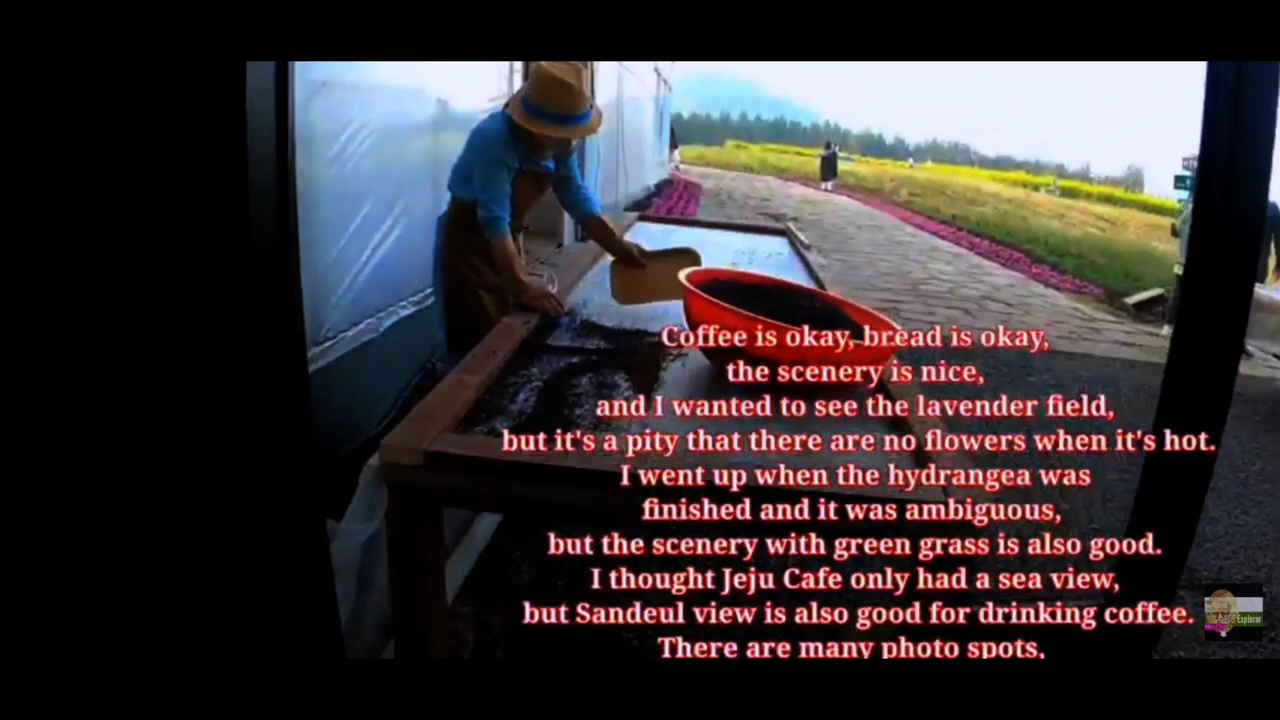 Coffee is okay, bread is okay,
the scenery is nice,
and I wanted to see the lavender field,
but it's a pity that there are no flowers when it's hot.
I went up when the hydrangea was
finished and it was ambiguous,
but the scenery with green grass is also good.
I thought Jeju Cafe only had a sea view,
but Sandeul view is also good for drinking coffee.
There are many photo spots,
Explorer